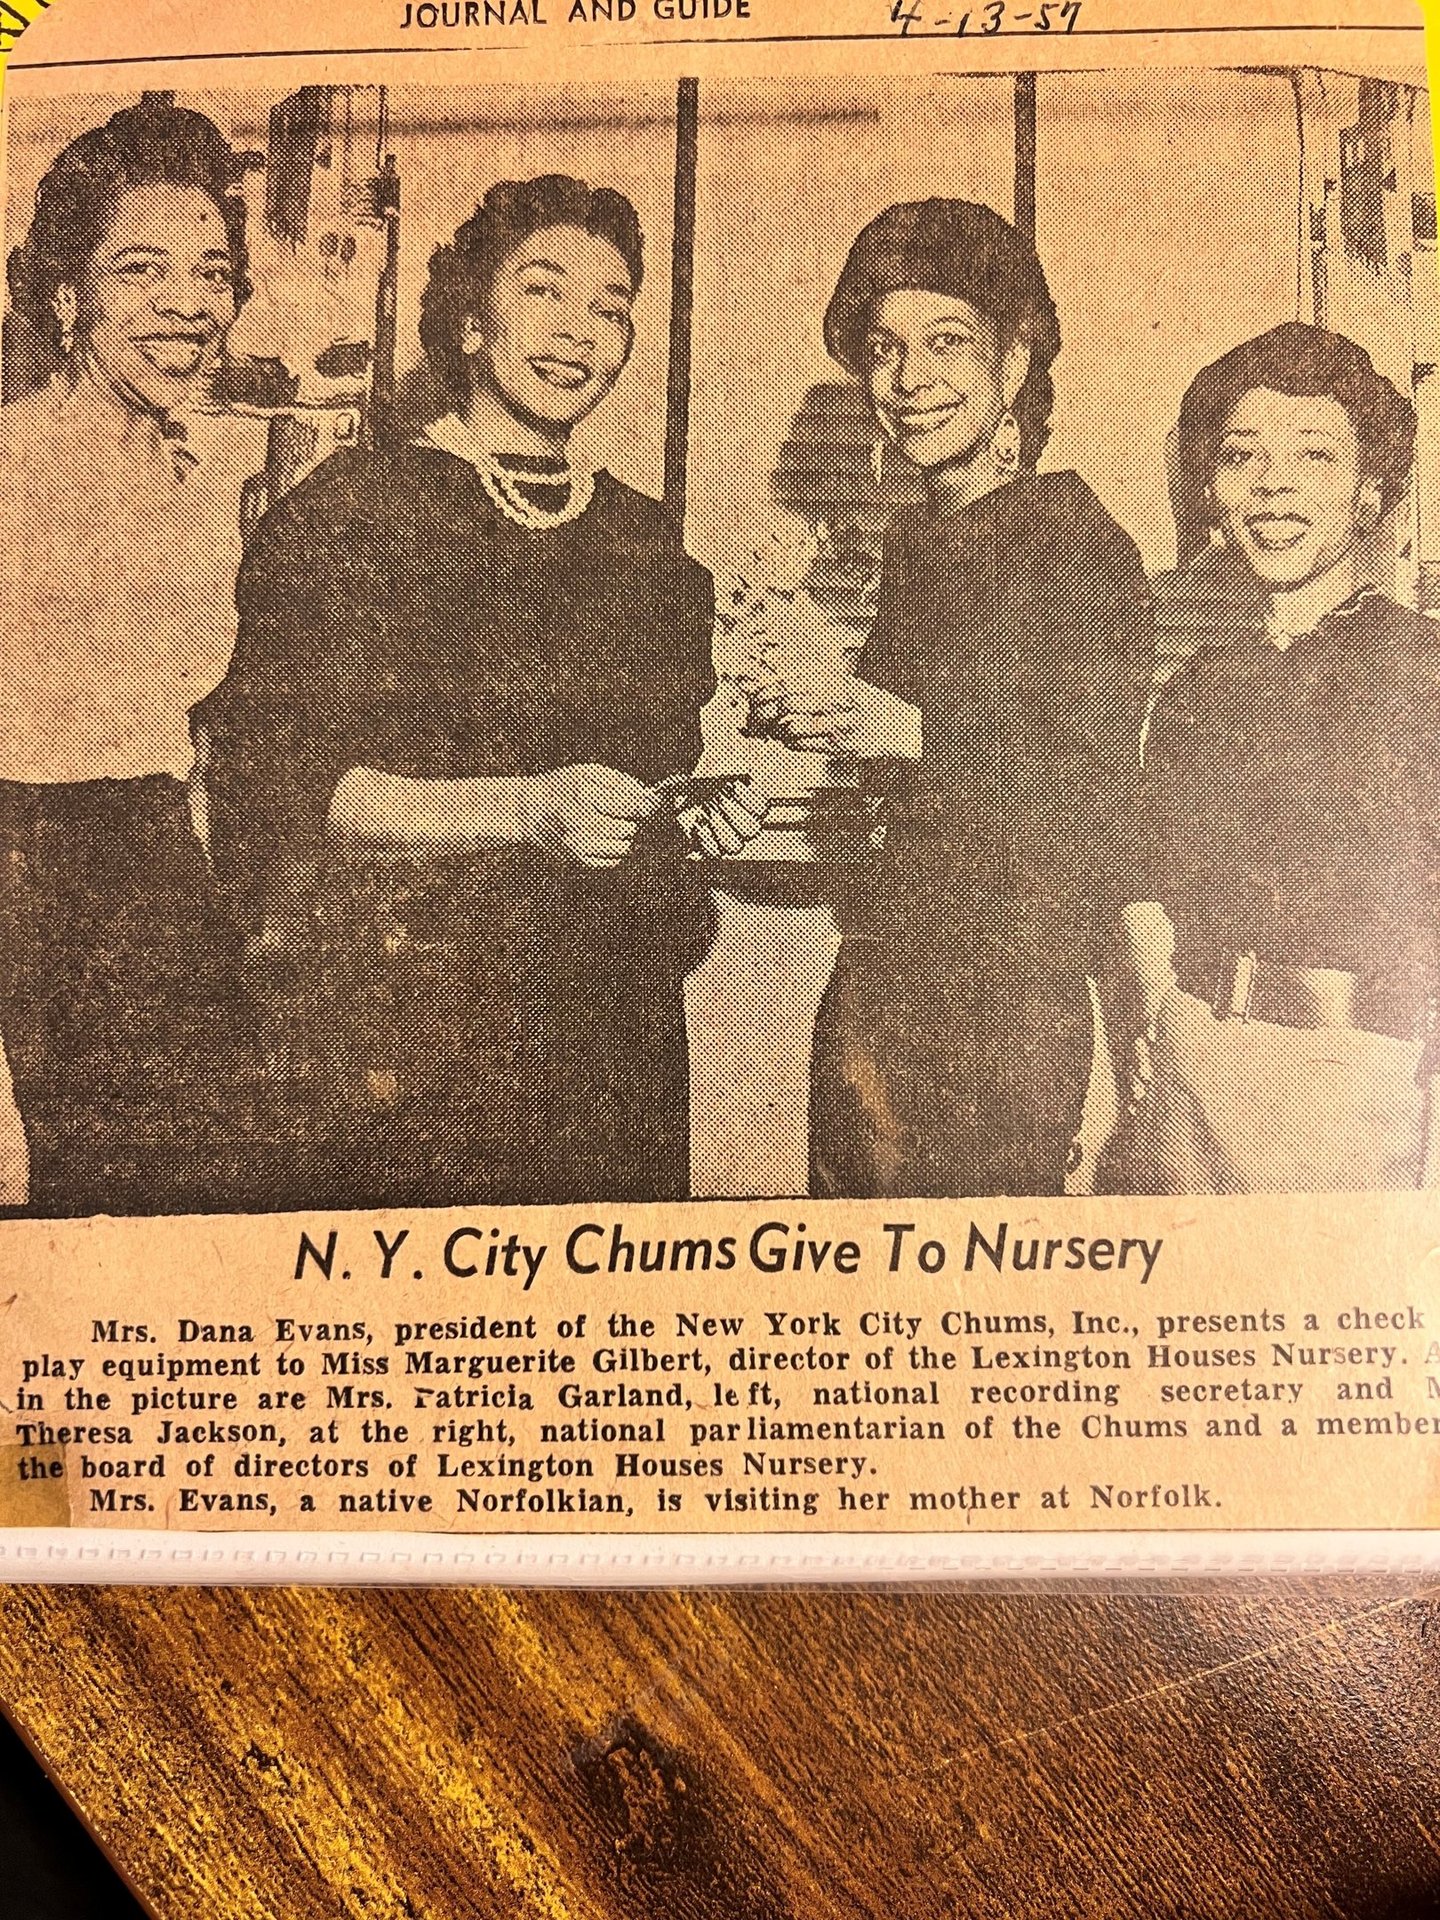 JOURNAL AND GUIDE 4-13-57
N. Y. City Chums Give To Nursery
Mrs. Dana Evans, president of the New York City Chums, Inc., presents a check
play equipment to Miss Marguerite Gilbert, director of the Lexington Houses Nursery.
in the picture are Mrs. Patricia Garland, left, national recording secretary and
Theresa Jackson, at the right, national parliamentarian of the Chums and a member
the board of directors of Lexington Houses Nursery.
Mrs. Evans, a native Norfolkian, is visiting her mother at Norfolk.